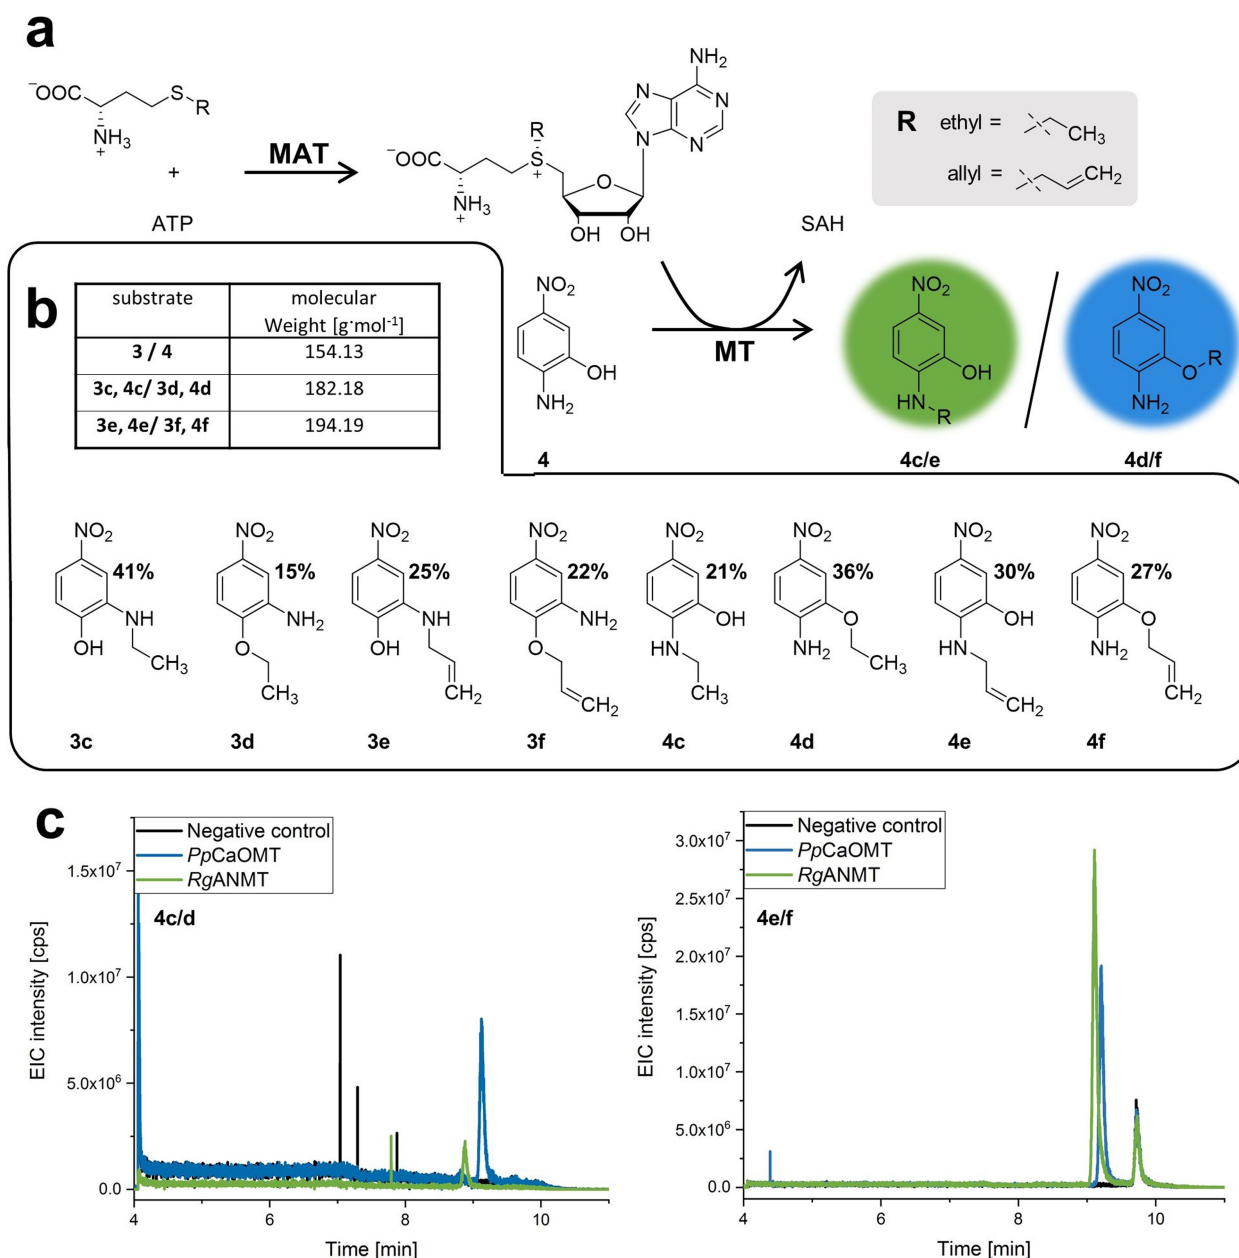 a
⁻OOC S R
NH₃
+
+
ATP
MAT
⁻OOC S R
+
NH₃
+
NH₂
N N
N N
O
OH OH
R ethyl = CH₃
allyl = CH₂
SAH
b
substrate molecular Weight [g·mol⁻¹]
3 / 4 154.13
3c, 4c/ 3d, 4d 182.18
3e, 4e/ 3f, 4f 194.19
NO₂
OH
NH₂
4
MT
NO₂
OH
HN R
4c/e
NO₂
O R
NH₂
4d/f
NO₂ NO₂ NO₂ NO₂ NO₂ NO₂ NO₂ NO₂
41% 15% 25% 22% 21% 36% 30% 27%
NH NH₂ NH NH₂ OH O OH O
OH O OH O HN NH₂ HN NH₂
CH₃ CH₃ CH₂ CH₂ CH₃ CH₃ CH₂ CH₂
3c 3d 3e 3f 4c 4d 4e 4f
c
Negative control
PpCaOMT
RgANMT
4c/d
EIC intensity [cps]
1.5x10⁷
1.0x10⁷
5.0x10⁶
0.0
4 6 8 10
Time [min]
Negative control
PpCaOMT
RgANMT
4e/f
EIC intensity [cps]
3.0x10⁷
2.5x10⁷
2.0x10⁷
1.5x10⁷
1.0x10⁷
5.0x10⁶
0.0
4 6 8 10
Time [min]